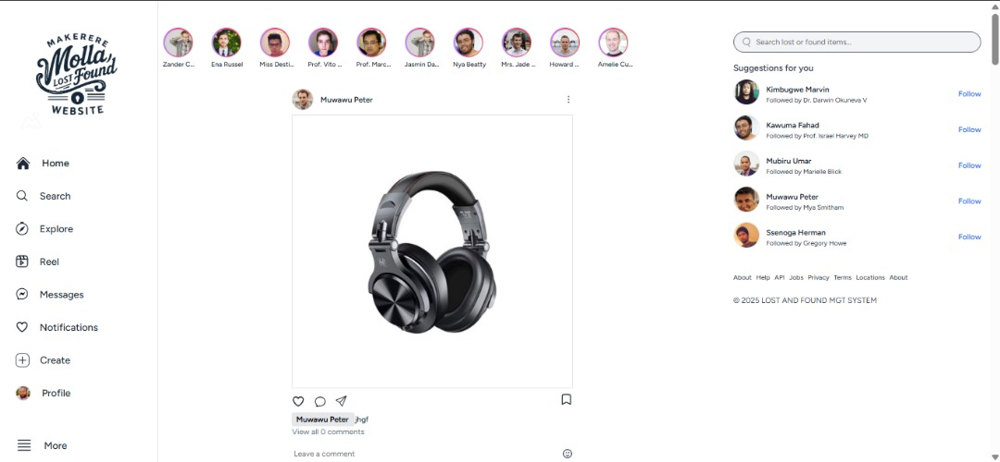 MAKERERE
Molla,
LOST Found
WEBSITE
Home
Search
Explore
Reel
Messages
Notifications
Create
Profile
More
Zander C...
Ena Russel
Miss Desti...
Prof. Vito ...
Prof. Marc...
Jasmin Da...
Nya Beatty
Mrs. Jade ...
Howard ...
Amelie Cu...
Muwawu Peter
Muwawu Peter jhgf
View all 0 comments
Leave a comment
Search lost or found items...
Suggestions for you
Kimbugwe Marvin
Followed by Dr. Darwin Okuneva V
Follow
Kawuma Fahad
Followed by Prof. Israel Harvey MD
Follow
Mubiru Umar
Followed by Marielle Blick
Follow
Muwawu Peter
Followed by Mya Smitham
Follow
Ssenoga Herman
Followed by Gregory Howe
Follow
About Help API Jobs Privacy Terms Locations About
© 2025 LOST AND FOUND MGT SYSTEM